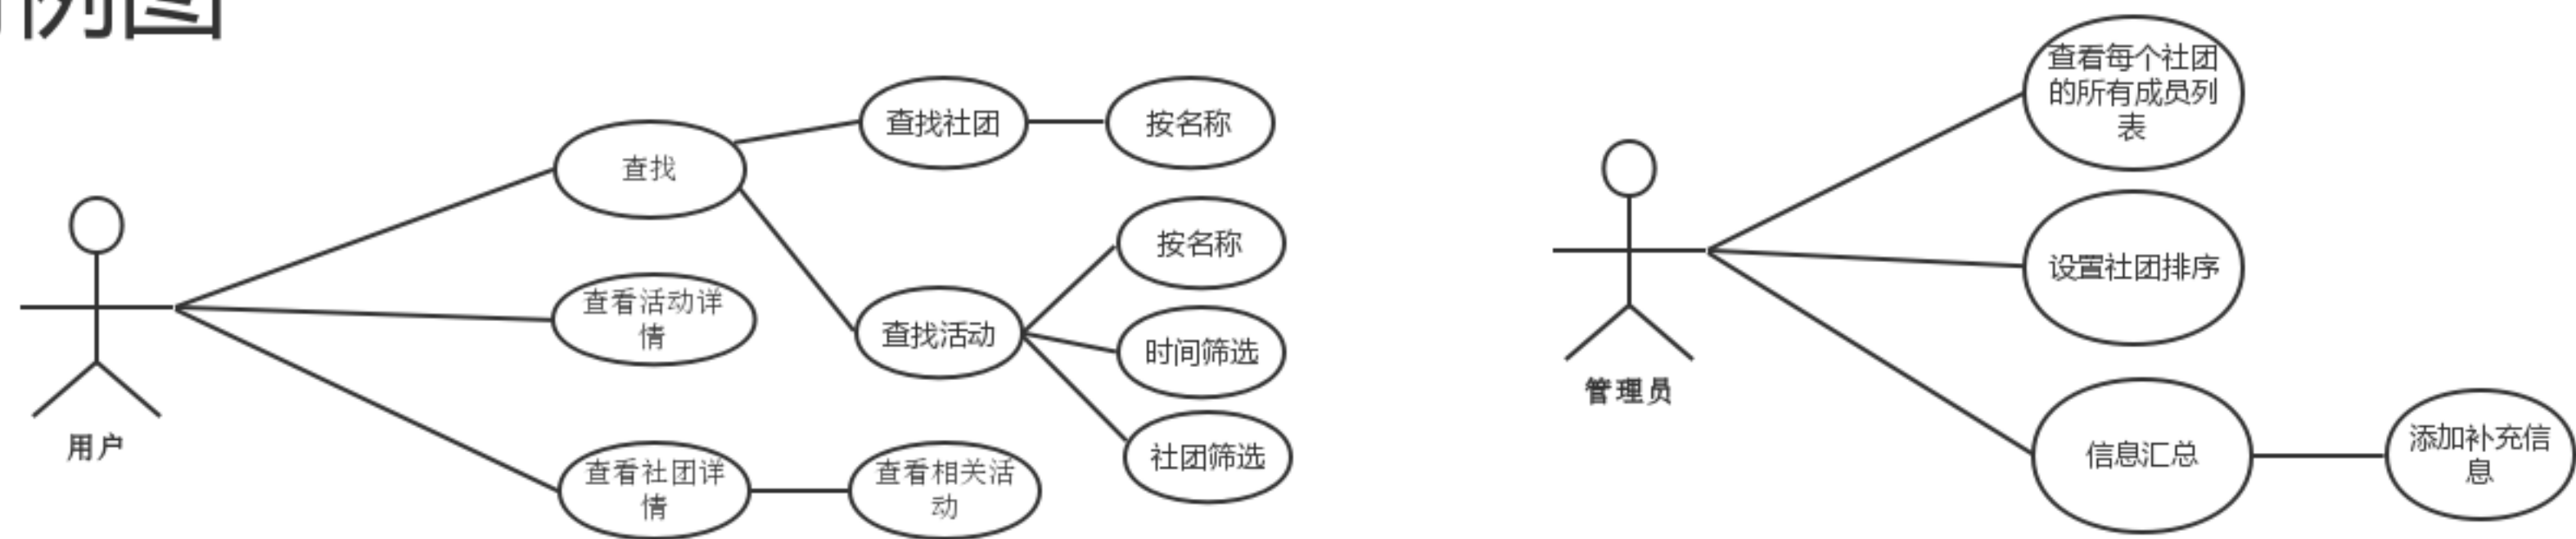 例图
查找社团
按名称
查找
按名称
查看活动详
情
查找活动
时间筛选
社团筛选
用户
查看社团详
情
查看相关活
动
查看每个社团
的所有成员列
表
设置社团排序
管理员
信息汇总
添加补充信
息